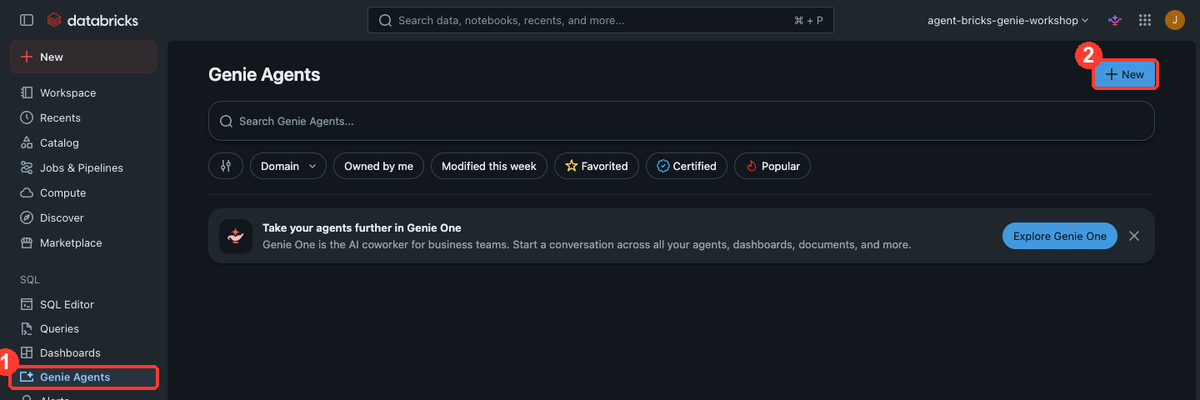 databricks
Search data, notebooks, recents, and more...
⌘ + P
agent-bricks-genie-workshop
J
New
Workspace
Recents
Catalog
Jobs & Pipelines
Compute
Discover
Marketplace
SQL
SQL Editor
Queries
Dashboards
1
Genie Agents
Alerts
Genie Agents
2
New
Search Genie Agents...
Domain
Owned by me
Modified this week
Favorited
Certified
Popular
Take your agents further in Genie One
Genie One is the AI coworker for business teams. Start a conversation across all your agents, dashboards, documents, and more.
Explore Genie One